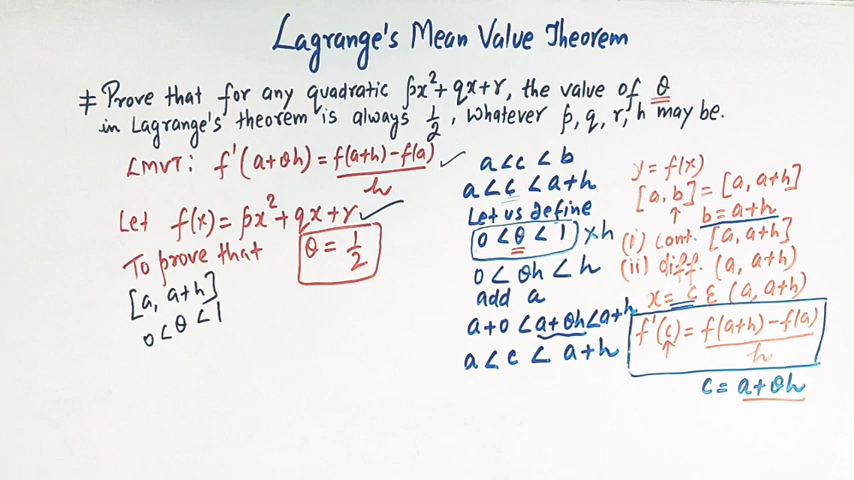 Lagrange's Mean Value Theorem
# Prove that for any quadratic px²+qx+r, the value of θ
in Lagrange's theorem is always 1/2, whatever p, q, r, h may be.
LMVT: f'(a+θh) = f(a+h) - f(a) / h ✓
Let f(x) = px²+qx+r ✓
To prove that θ = 1/2
[a, a+h]
0 < θ < 1
a < c < b
a < c < a+h
Let us define
0 < θ < 1 × h
0 < θh < h
add a
a+0 < a+θh < a+h
a < c < a+h
y = f(x)
[a, b] = [a, a+h]
↑ b = a+h
(i) cont. [a, a+h]
(ii) diff. (a, a+h)
x = c ε (a, a+h)
f'(c) = f(a+h) - f(a) / h
↑
c = a+θh